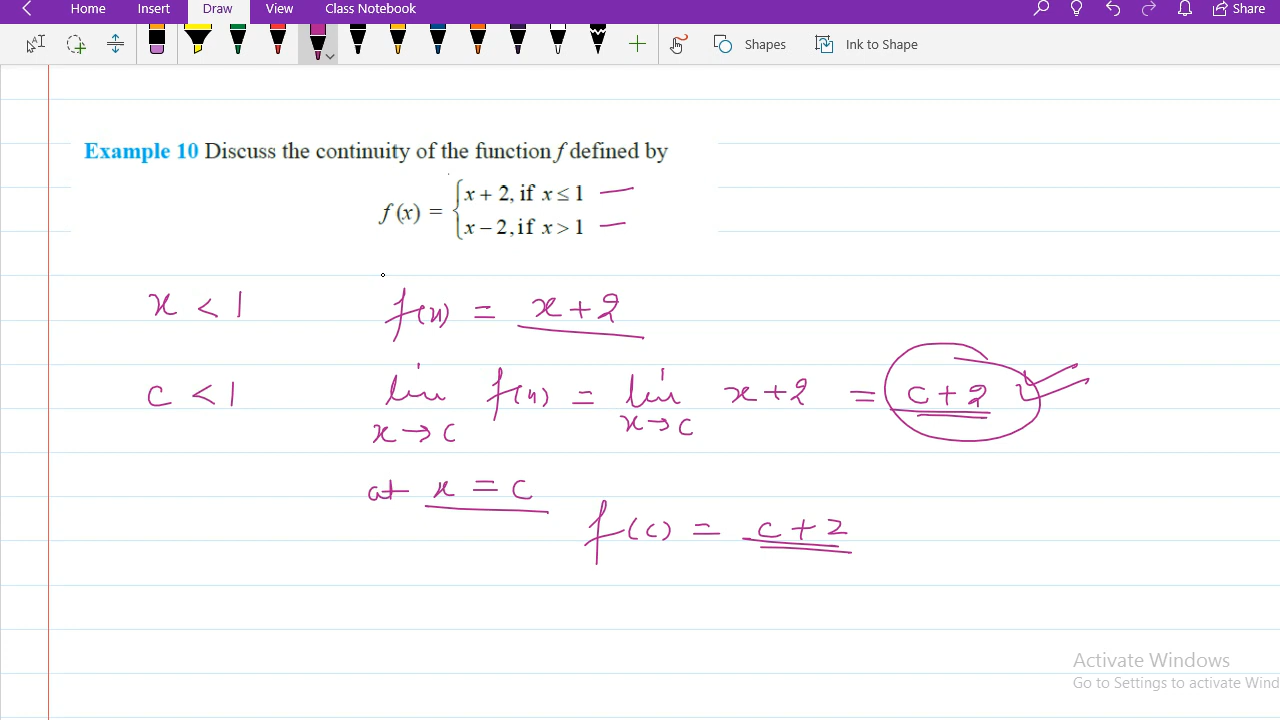 Home Insert Draw View Class Notebook Share
Shapes Ink to Shape
Example 10 Discuss the continuity of the function f defined by
f (x) = { x + 2, if x ≤ 1
x – 2, if x > 1
x < 1 f(x) = x + 2
c < 1 lim x→c f(x) = lim x→c x + 2 = c + 2
at x = c
f(c) = c + 2
Activate Windows
Go to Settings to activate Wind